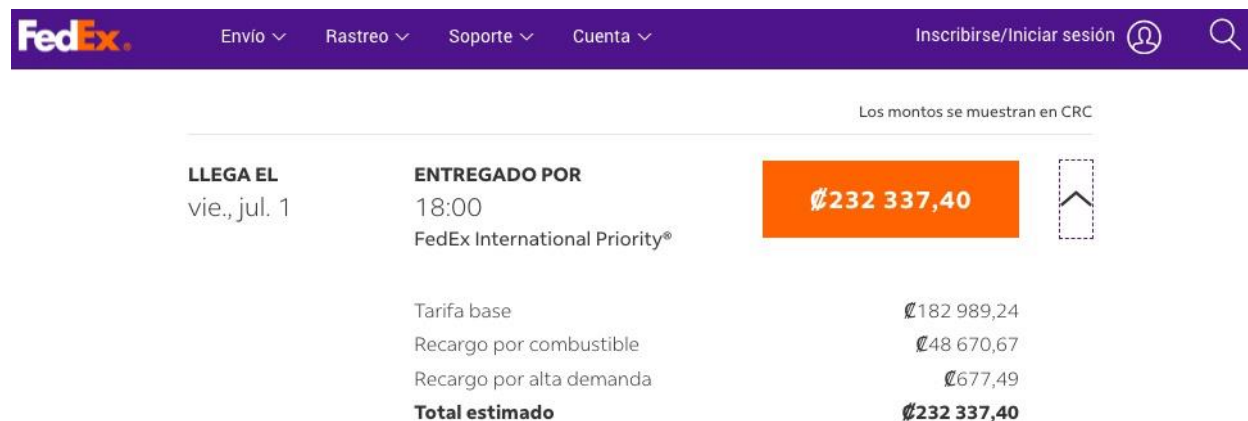 FedEx® Envío Rastreo Soporte Cuenta Inscribirse/Iniciar sesión
Los montos se muestran en CRC
LLEGA EL ENTREGADO POR ₡232 337,40
vie., jul. 1 18:00
FedEx International Priority®
Tarifa base ₡182 989,24
Recargo por combustible ₡48 670,67
Recargo por alta demanda ₡677,49
Total estimado ₡232 337,40